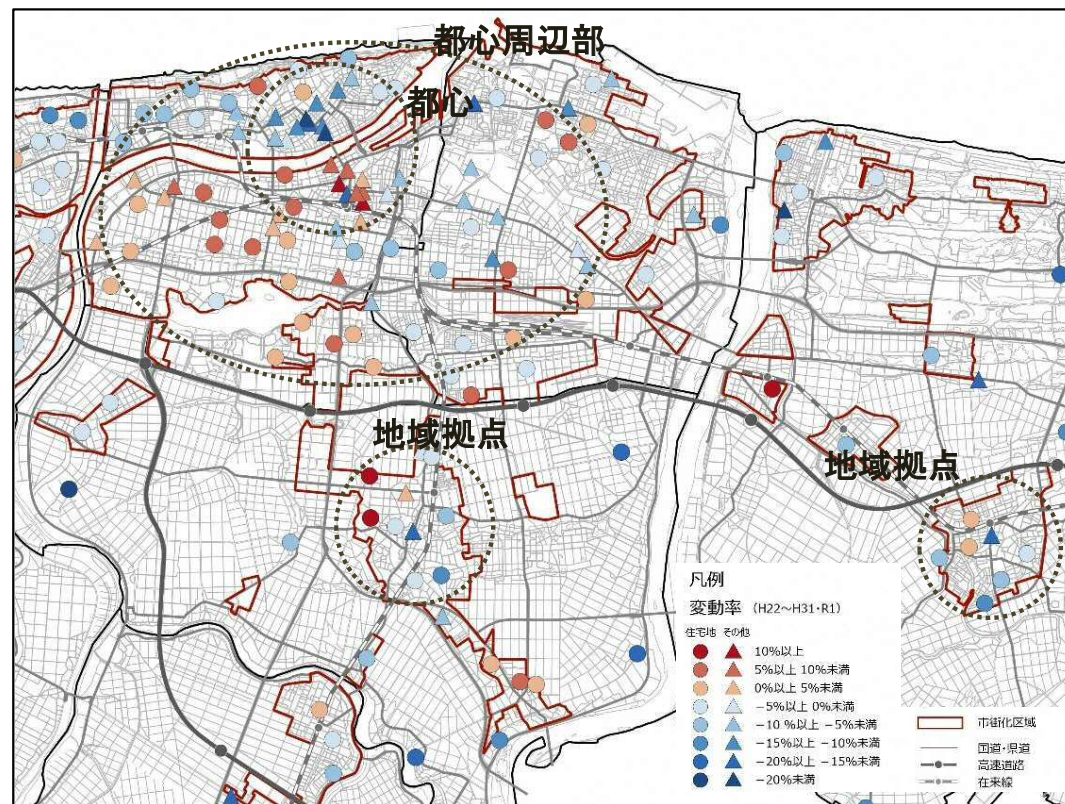 都心周辺部
都心
地域拠点
地域拠点
凡例
変動率 (H22~H31・R1)
住宅地 その他
10%以上
5%以上 10%未満
0%以上 5%未満
−5%以上 0%未満
−10 %以上 −5%未満
−15%以上 −10%未満
−20%以上 −15%未満
−20%未満
市街化区域
国道・県道
高速道路
在来線